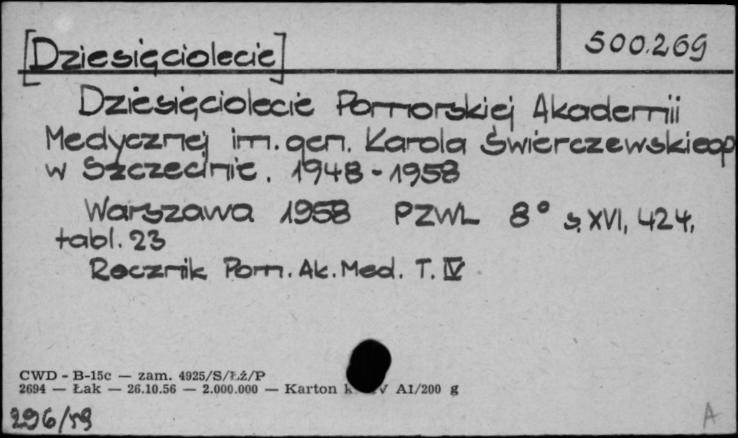 [Dziesięciolecie]
500.269
Dziesięciolecie Pomorskiej Akademii
Medycznej im. gen. Karola Świerczewskiego
w Szczecinie. 1948-1958
Warszawa 1958 PZWL 8° s. XVI, 424,
tabl. 23
Rocznik Pom. Ak. Med. T. IV
CWD - B-15c — zam. 4925/S/Łź/P
2694 — Łak — 26.10.56 — 2.000.000 — Karton A1/200 g
296/59
A